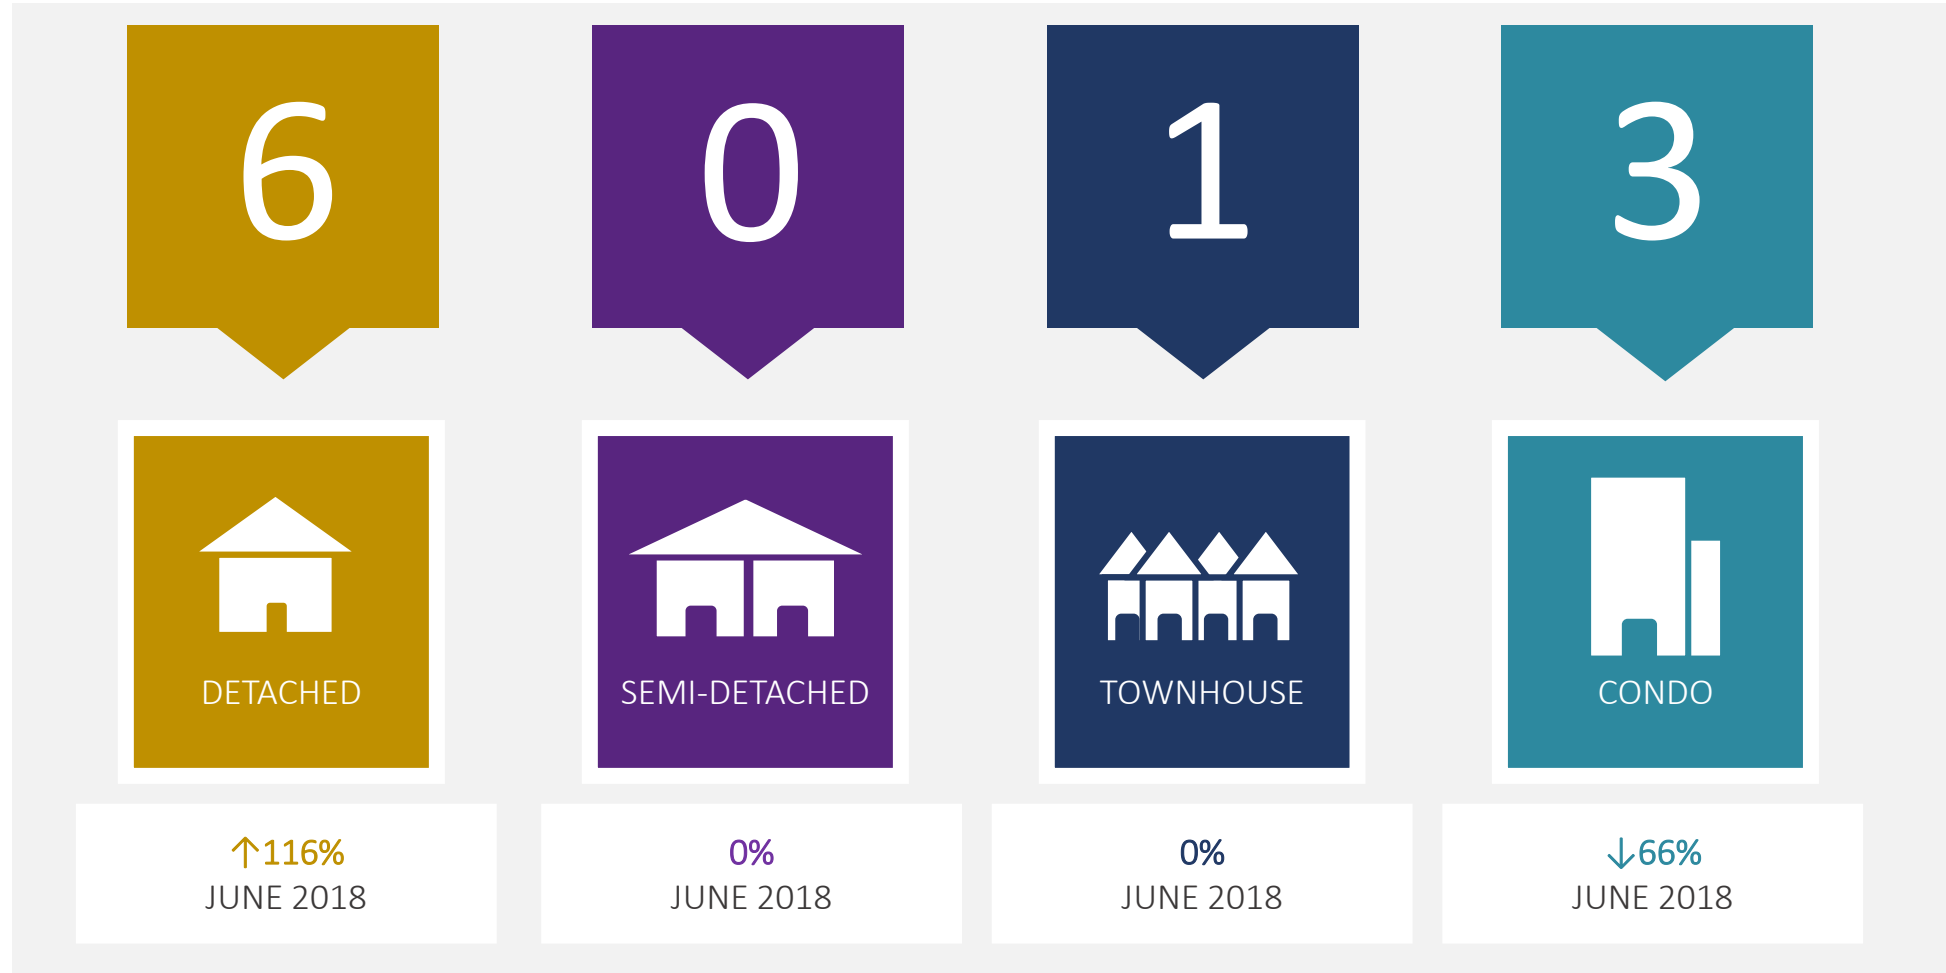 6
0
1
3
DETACHED
SEMI-DETACHED
TOWNHOUSE
CONDO
↑116%
JUNE 2018
0%
JUNE 2018
0%
JUNE 2018
↓66%
JUNE 2018